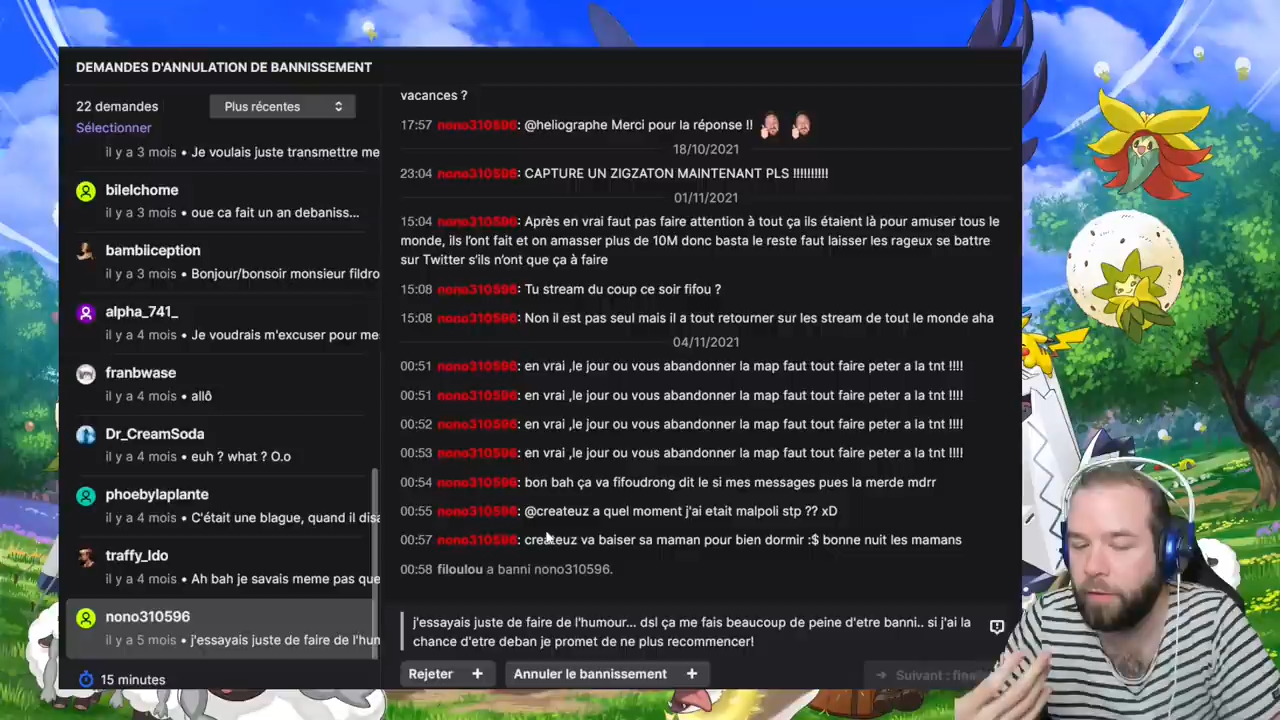 DEMANDES D'ANNULATION DE BANNISSEMENT
22 demandes
Plus récentes
Sélectionner
il y a 3 mois • Je voulais juste transmettre me
bilelchome
il y a 3 mois • oue ca fait un an debaniss...
bambiiception
il y a 3 mois • Bonjour/bonsoir monsieur fildro
alpha_741_
il y a 4 mois • Je voudrais m'excuser pour me
franbwase
il y a 4 mois • allô
Dr_CreamSoda
il y a 4 mois • euh ? what ? O.o
phoebylaplante
il y a 4 mois • C'était une blague, quand il disa
traffy_ldo
il y a 4 mois • Ah bah je savais meme pas que
nono310596
il y a 5 mois • j'essayais juste de faire de l'hum
15 minutes
vacances ?
17:57 nono310596: @heliographe Merci pour la réponse !!
18/10/2021
23:04 nono310596: CAPTURE UN ZIGZATON MAINTENANT PLS !!!!!!!!!!
01/11/2021
15:04 nono310596: Après en vrai faut pas faire attention à tout ça ils étaient là pour amuser tous le
monde, ils l'ont fait et on amasser plus de 10M donc basta le reste faut laisser les rageux se battre
sur Twitter s'ils n'ont que ça à faire
15:08 nono310596: Tu stream du coup ce soir fifou ?
15:08 nono310596: Non il est pas seul mais il a tout retourner sur les stream de tout le monde aha
04/11/2021
00:51 nono310596: en vrai ,le jour ou vous abandonner la map faut tout faire peter a la tnt !!!!
00:51 nono310596: en vrai ,le jour ou vous abandonner la map faut tout faire peter a la tnt !!!!
00:52 nono310596: en vrai ,le jour ou vous abandonner la map faut tout faire peter a la tnt !!!!
00:53 nono310596: en vrai ,le jour ou vous abandonner la map faut tout faire peter a la tnt !!!!
00:54 nono310596: bon bah ça va fifoudrong dit le si mes messages pues la merde mdrr
00:55 nono310596: @createuz a quel moment j'ai etait malpoli stp ?? xD
00:57 nono310596: createuz va baiser sa maman pour bien dormir :$ bonne nuit les mamans
00:58 filoulou a banni nono310596.
j'essayais juste de faire de l'humour... dsl ça me fais beaucoup de peine d'etre banni.. si j'ai la
chance d'etre deban je promet de ne plus recommencer!
Rejeter +
Annuler le bannissement +
→ Suivant :